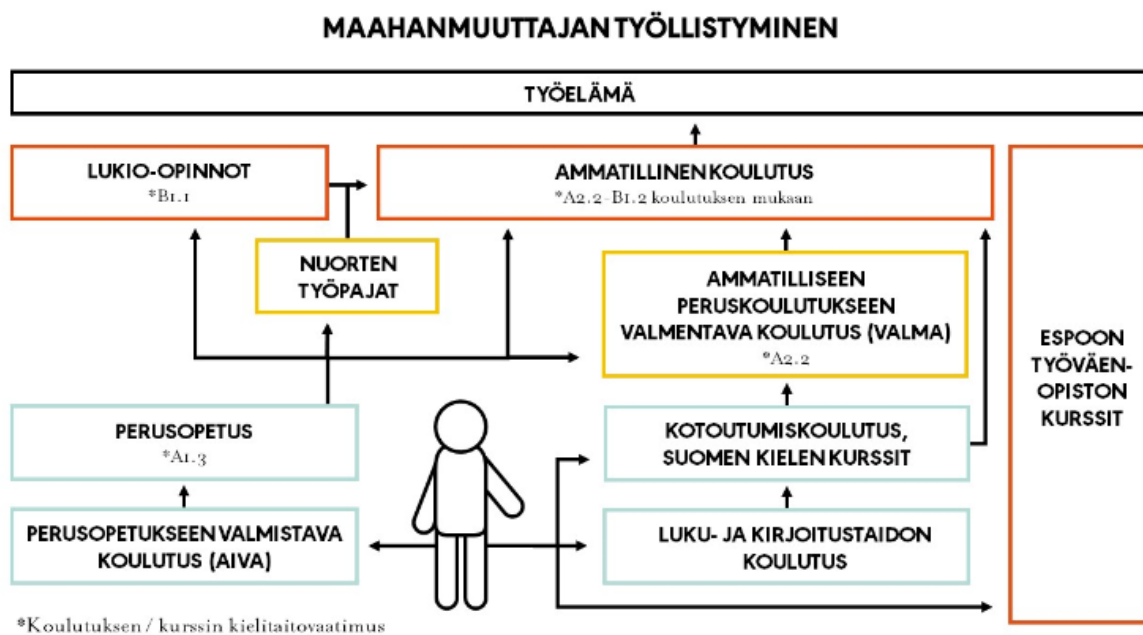 MAAHANMUUTTAJAN TYÖLLISTYMINEN
TYÖELÄMÄ
LUKIO-OPINNOT
*B1.1
AMMATILLINEN KOULUTUS
*A2.2-B1.2 koulutuksen mukaan
NUORTEN
TYÖPAJAT
AMMATILLISEEN
PERUSKOULUTUKSEEN
VALMENTAVA KOULUTUS (VALMA)
*A2.2
ESPOON
TYÖVÄEN-
OPISTON
KURSSIT
PERUSOPETUS
*A1.3
KOTOUTUMISKOULUTUS,
SUOMEN KIELEN KURSSIT
PERUSOPETUKSEEN VALMISTAVA
KOULUTUS (AIVA)
LUKU- JA KIRJOITUSTAIDON
KOULUTUS
*Koulutuksen / kurssin kielitaitovaatimus